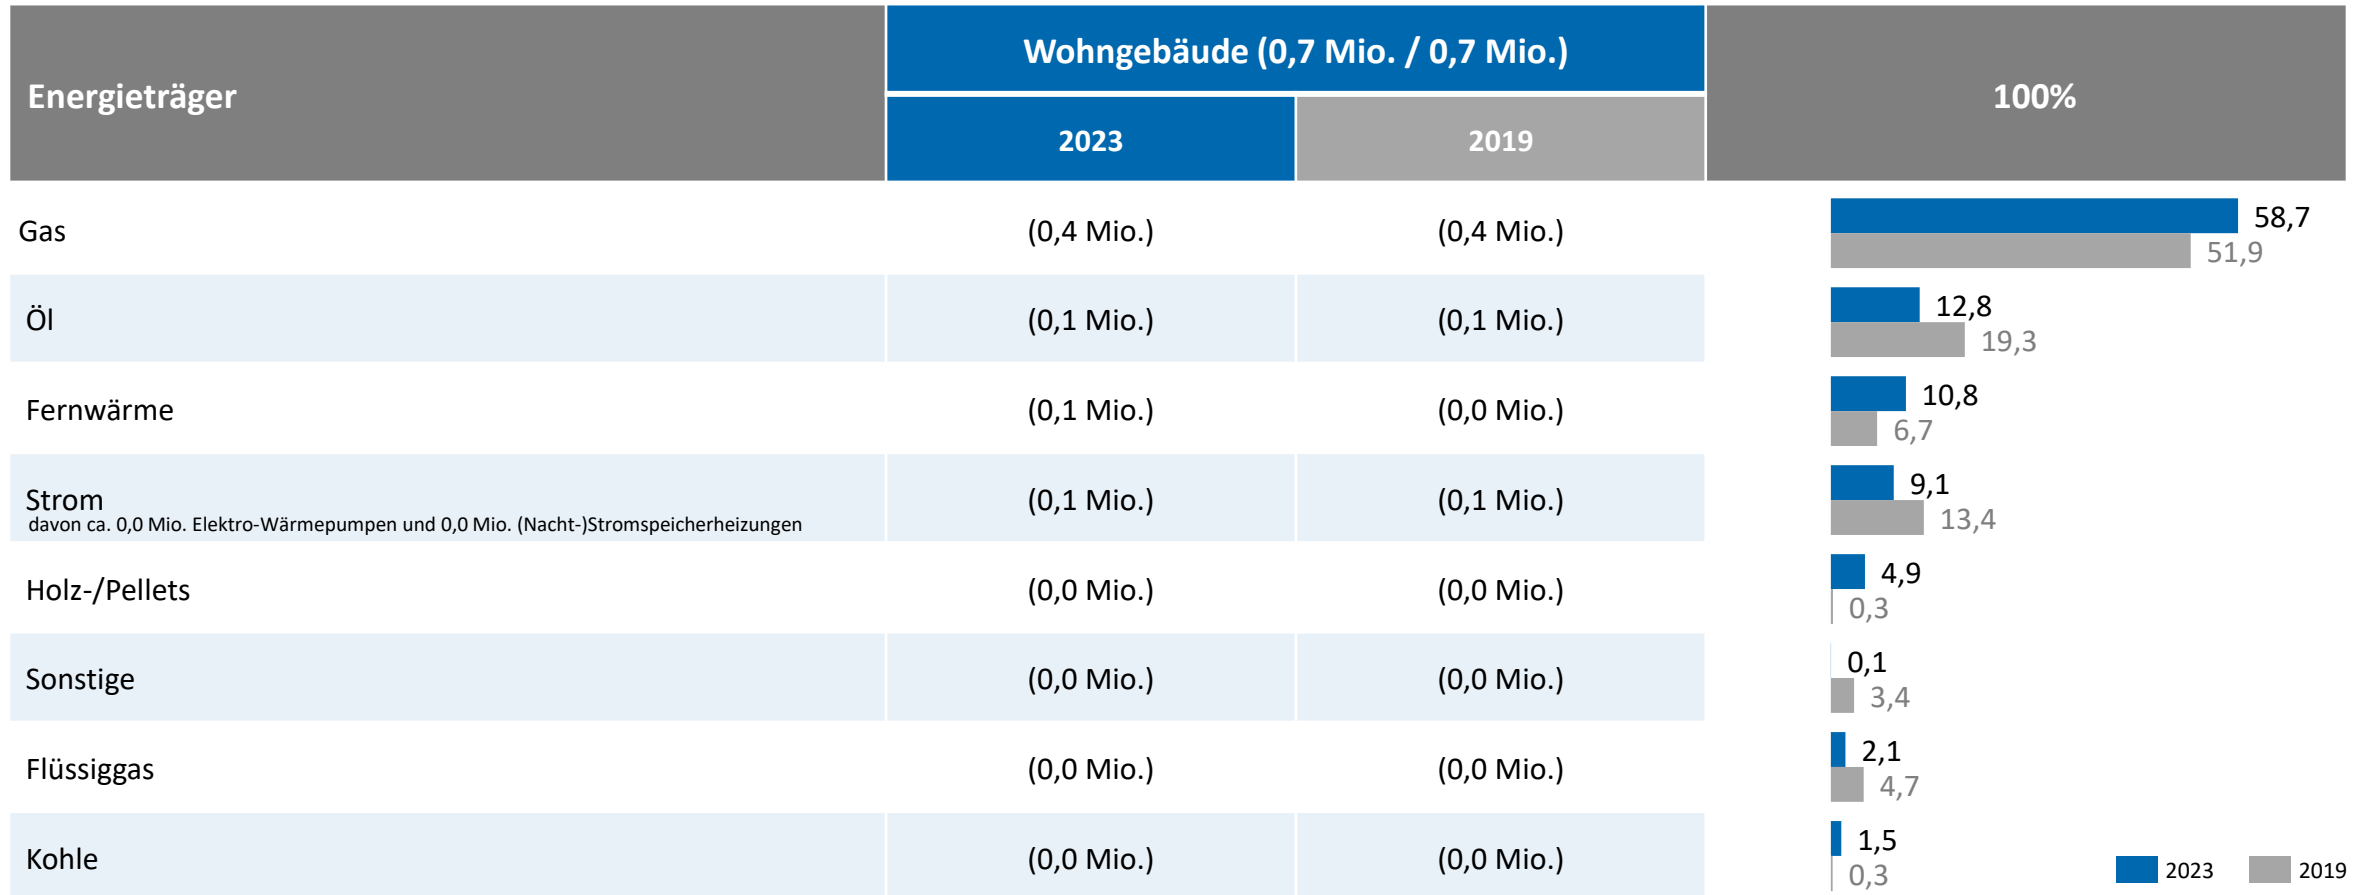 Energieträger
Wohngebäude (0,7 Mio. / 0,7 Mio.)
100%
2023
2019
Gas
(0,4 Mio.)
(0,4 Mio.)
58,7
51,9
Öl
(0,1 Mio.)
(0,1 Mio.)
12,8
19,3
Fernwärme
(0,1 Mio.)
(0,0 Mio.)
10,8
6,7
Strom
davon ca. 0,0 Mio. Elektro-Wärmepumpen und 0,0 Mio. (Nacht-)Stromspeicherheizungen
(0,1 Mio.)
(0,1 Mio.)
9,1
13,4
Holz-/Pellets
(0,0 Mio.)
(0,0 Mio.)
4,9
0,3
Sonstige
(0,0 Mio.)
(0,0 Mio.)
0,1
3,4
Flüssiggas
(0,0 Mio.)
(0,0 Mio.)
2,1
4,7
Kohle
(0,0 Mio.)
(0,0 Mio.)
1,5
0,3
2023
2019